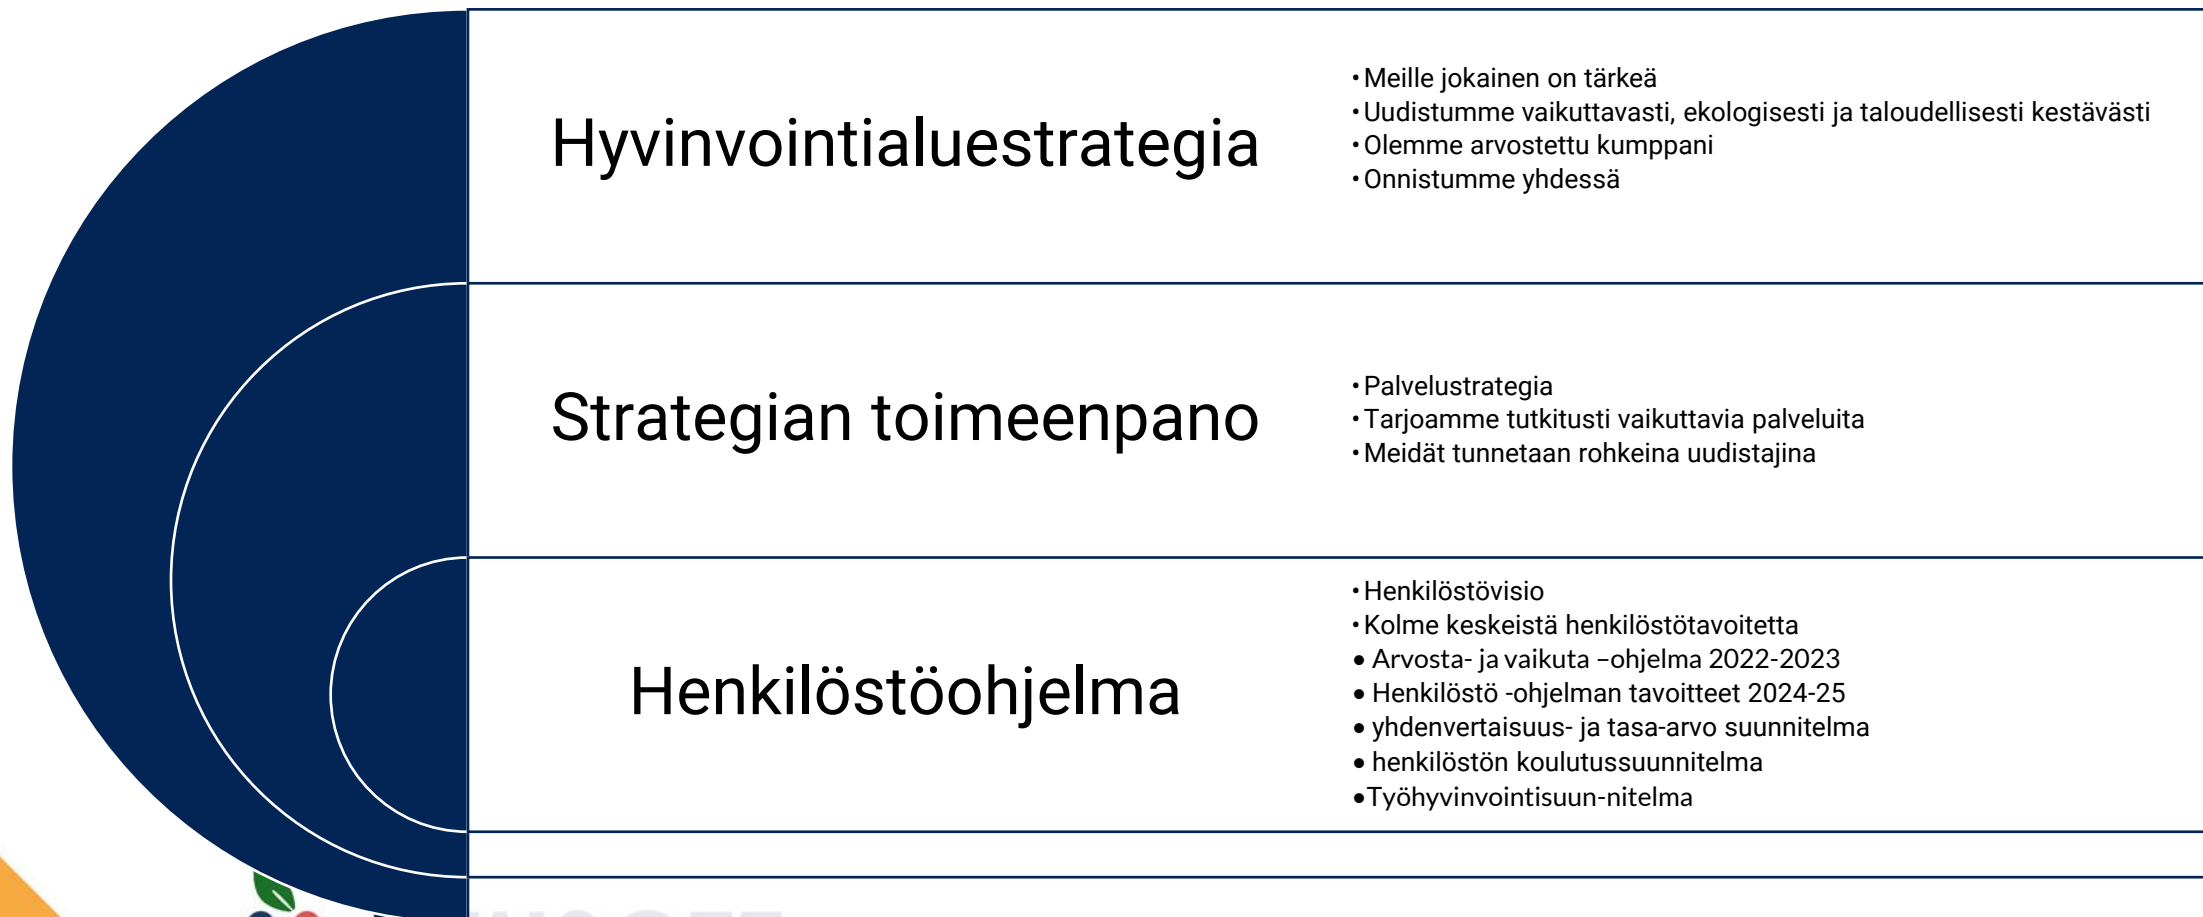 Hyvinvointialuestrategia
•Meille jokainen on tärkeä
•Uudistumme vaikuttavasti, ekologisesti ja taloudellisesti kestävästi
•Olemme arvostettu kumppani
•Onnistumme yhdessä
Strategian toimeenpano
•Palvelustrategia
•Tarjoamme tutkitusti vaikuttavia palveluita
•Meidät tunnetaan rohkeina uudistajina
Henkilöstöohjelma
•Henkilöstövisio
•Kolme keskeistä henkilöstötavoitetta
• Arvosta- ja vaikuta –ohjelma 2022-2023
• Henkilöstö -ohjelman tavoitteet 2024-25
• yhdenvertaisuus- ja tasa-arvo suunnitelma
• henkilöstön koulutussuunnitelma
•Työhyvinvointisuun-nitelma